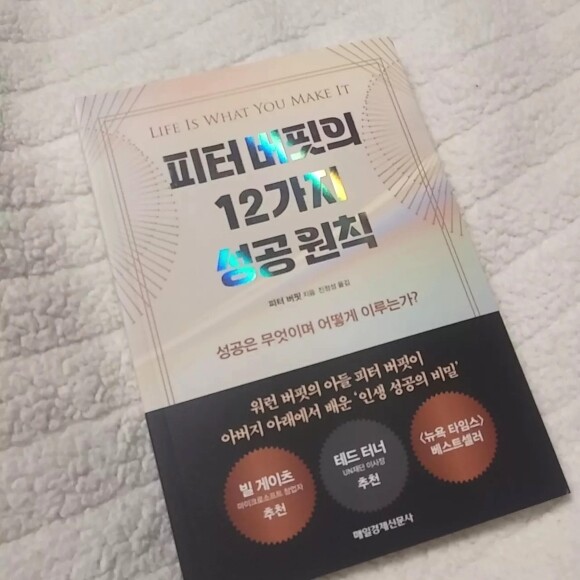 LIFE IS WHAT YOU MAKE IT
피터 버핏의
12가지
성공 원칙
피터 버핏 지음 진정성 옮김
성공은 무엇이며 어떻게 이루는가?
워런 버핏의 아들 피터 버핏이
아버지 아래에서 배운 '인생 성공의 비밀'
빌 게이츠
마이크로소프트 창업자
추천
테드 터너
UN재단 이사장
추천
〈뉴욕 타임스〉
베스트셀러
매일경제신문사